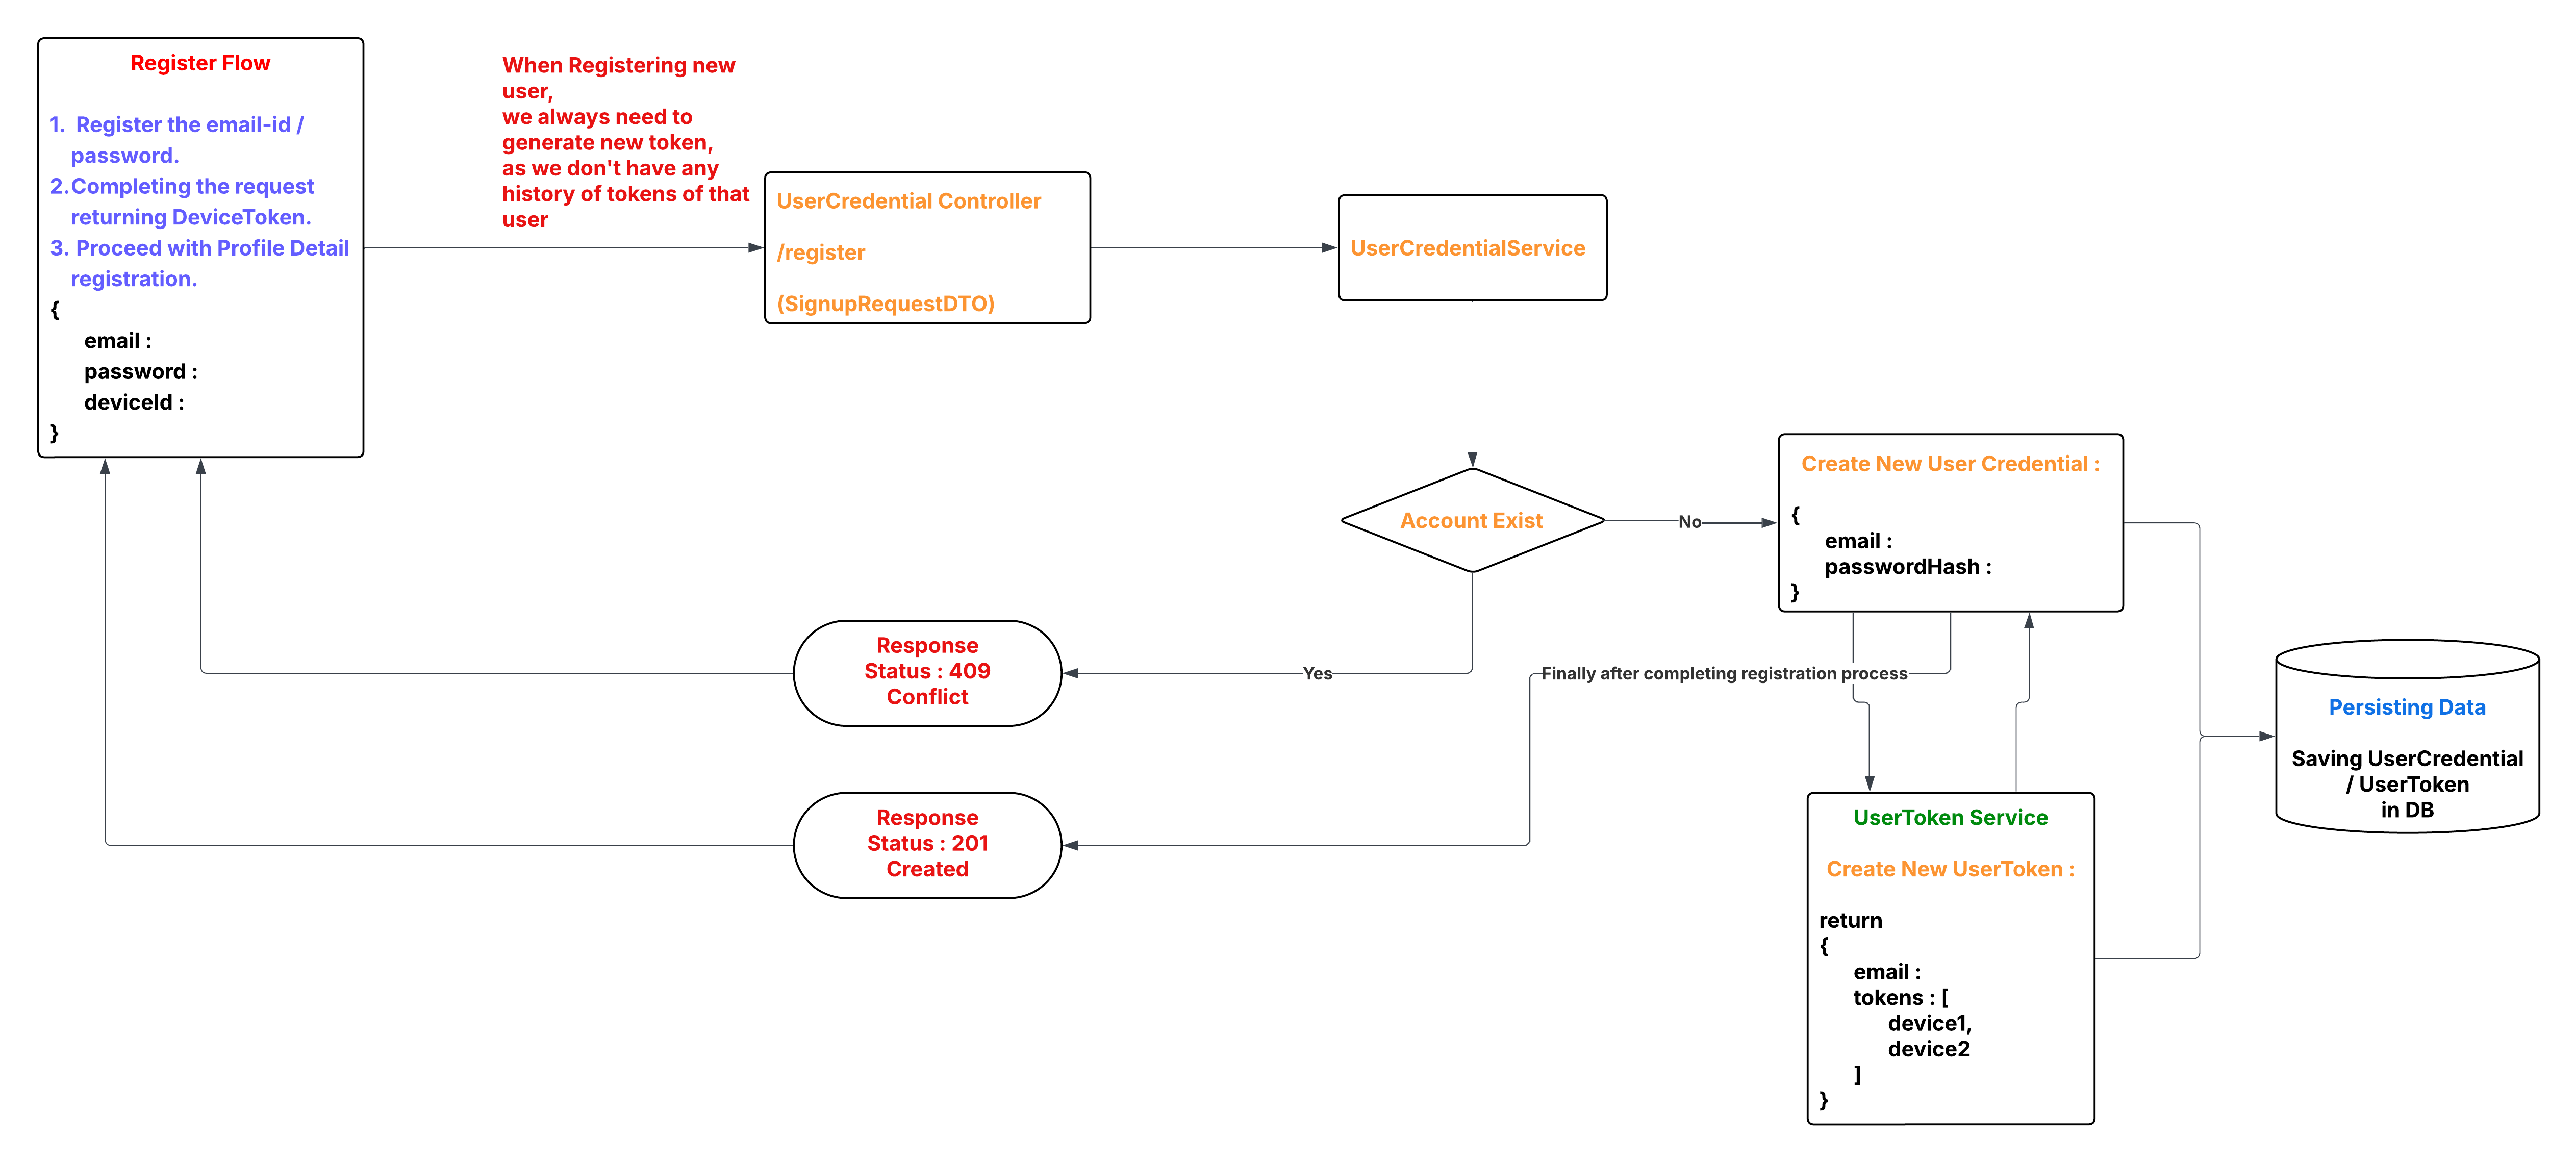 Register Flow
1. Register the email-id /
password.
2.Completing the request
returning DeviceToken.
3. Proceed with Profile Detail
registration.
{
email :
password :
deviceId :
}
When Registering new
user,
we always need to
generate new token,
as we don't have any
history of tokens of that
user
UserCredential Controller
/register
(SignupRequestDTO)
UserCredentialService
Account Exist
No
Yes
Create New User Credential :
{
email :
passwordHash :
}
Response
Status : 409
Conflict
Finally after completing registration process
Response
Status : 201
Created
UserToken Service
Create New UserToken :
return
{
email :
tokens : [
device1,
device2
]
}
Persisting Data
Saving UserCredential
/ UserToken
in DB